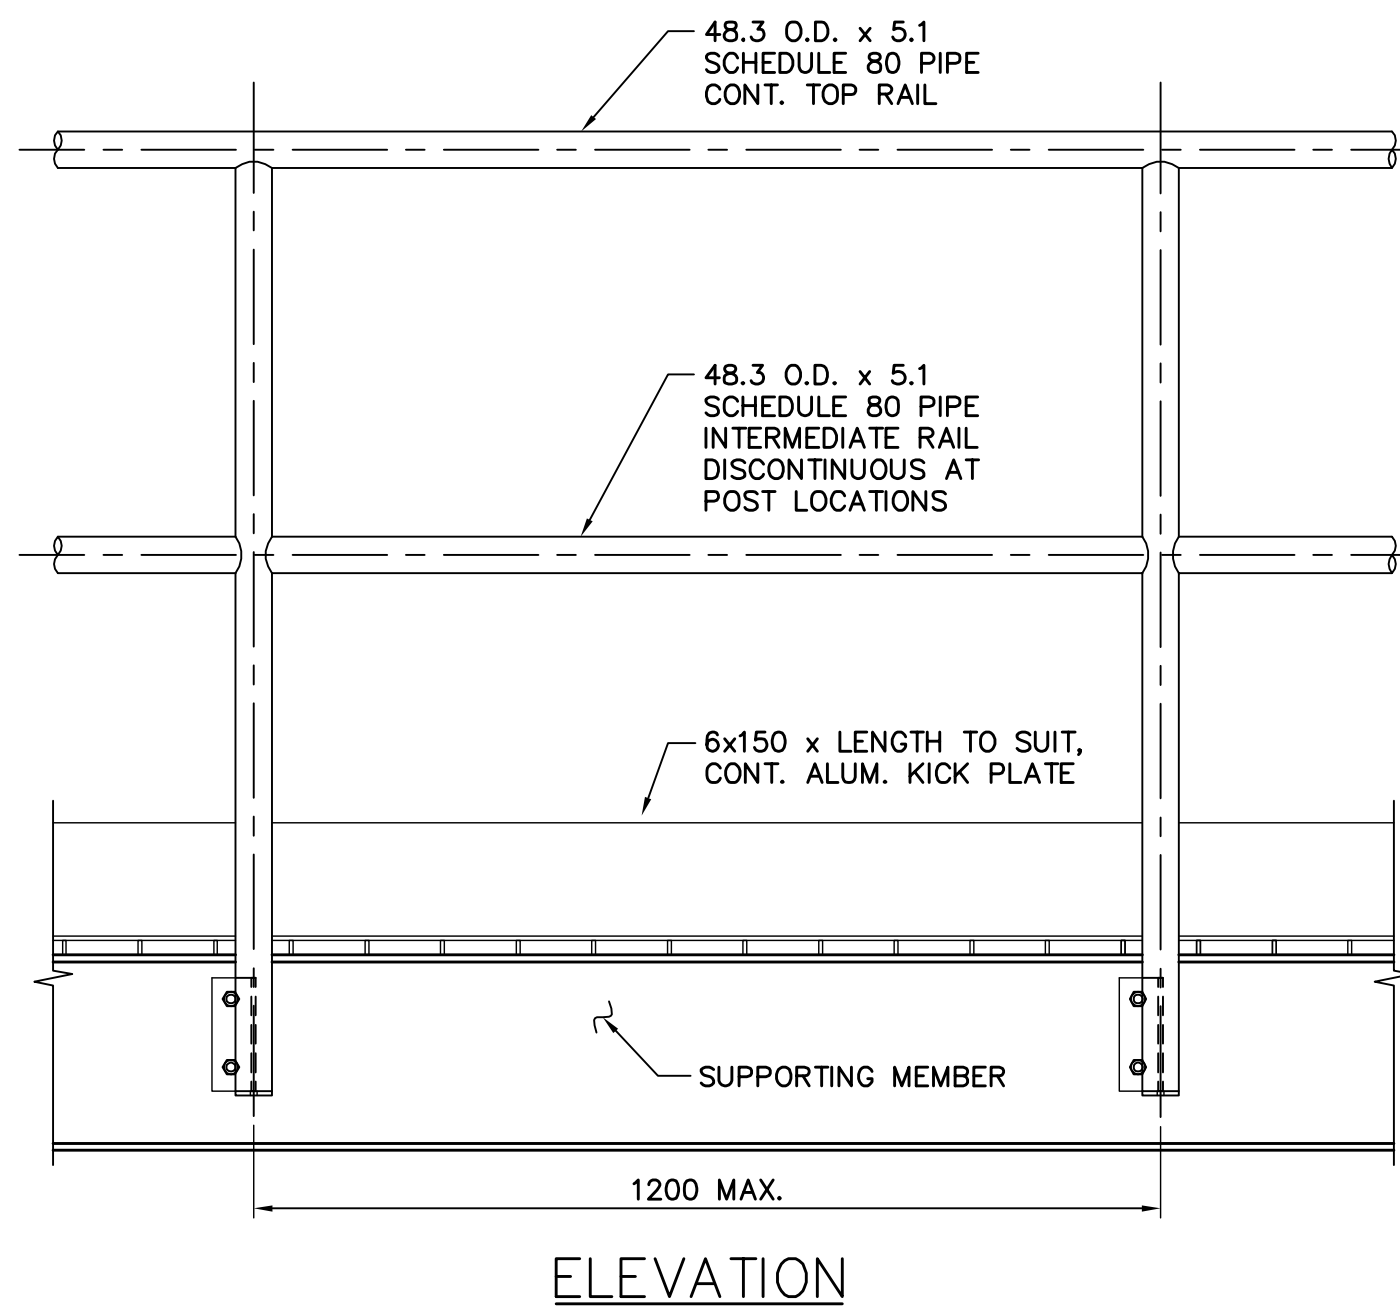 48.3 O.D. x 5.1
SCHEDULE 80 PIPE
CONT. TOP RAIL
48.3 O.D. x 5.1
SCHEDULE 80 PIPE
INTERMEDIATE RAIL
DISCONTINUOUS AT
POST LOCATIONS
6x150 x LENGTH TO SUIT,
CONT. ALUM. KICK PLATE
SUPPORTING MEMBER
1200 MAX.
ELEVATION